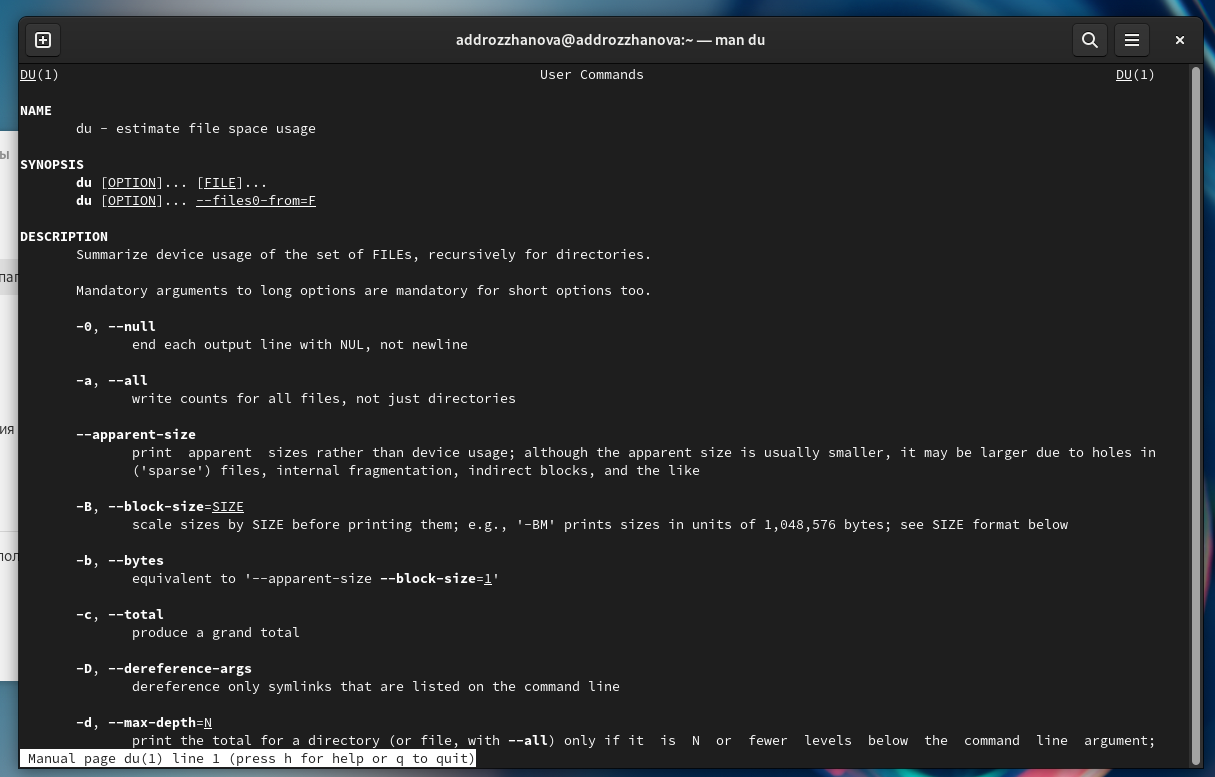 addrozzhanova@addrozzhanova:~ — man du
DU(1) User Commands DU(1)
NAME
du - estimate file space usage
SYNOPSIS
du [OPTION]... [FILE]...
du [OPTION]... --files0-from=F
DESCRIPTION
Summarize device usage of the set of FILEs, recursively for directories.
Mandatory arguments to long options are mandatory for short options too.
-0, --null
end each output line with NUL, not newline
-a, --all
write counts for all files, not just directories
--apparent-size
print apparent sizes rather than device usage; although the apparent size is usually smaller, it may be larger due to holes in
('sparse') files, internal fragmentation, indirect blocks, and the like
-B, --block-size=SIZE
scale sizes by SIZE before printing them; e.g., '-BM' prints sizes in units of 1,048,576 bytes; see SIZE format below
-b, --bytes
equivalent to '--apparent-size --block-size=1'
-c, --total
produce a grand total
-D, --dereference-args
dereference only symlinks that are listed on the command line
-d, --max-depth=N
print the total for a directory (or file, with --all) only if it is N or fewer levels below the command line argument;
Manual page du(1) line 1 (press h for help or q to quit)